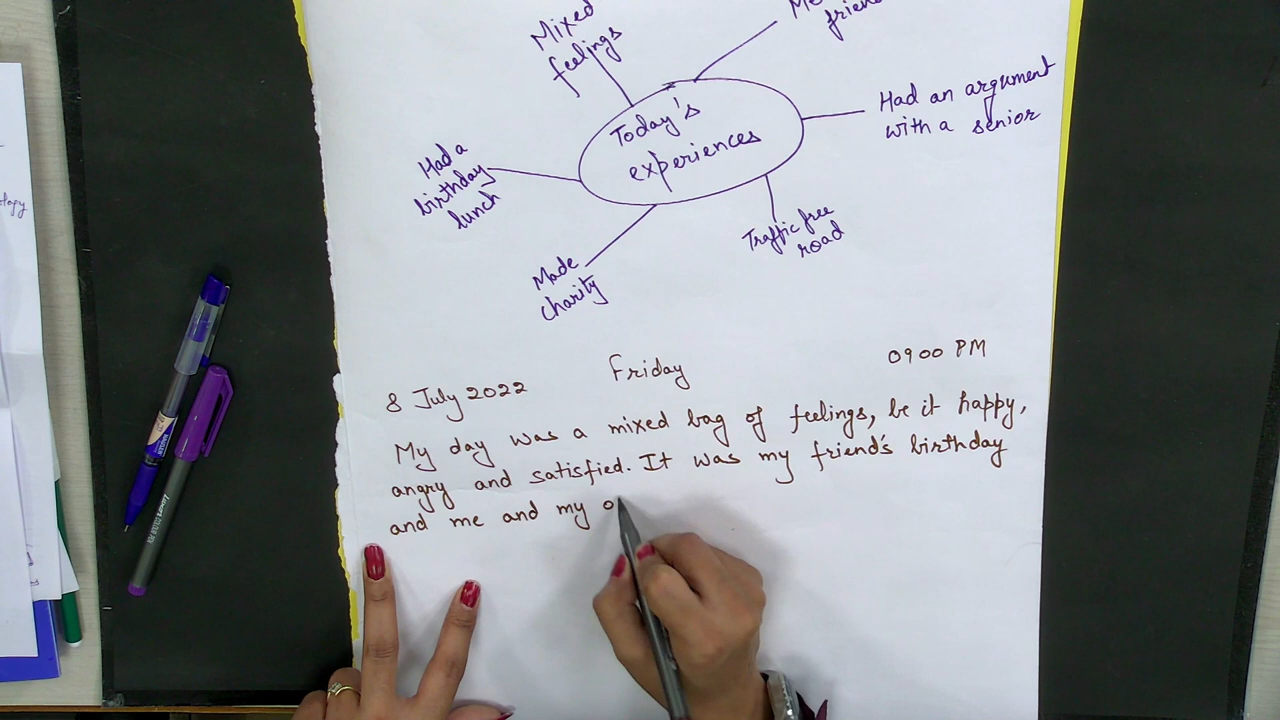 Mixed
feelings
friend
Had an argument
with a senior
Today's
experiences
Had a
birthday
lunch
Traffic free
road
Made
charity
8 July 2022
Friday
0900 PM
My day was a mixed bag of feelings, be it happy,
angry and satisfied. It was my friend's birthday
and me and my o